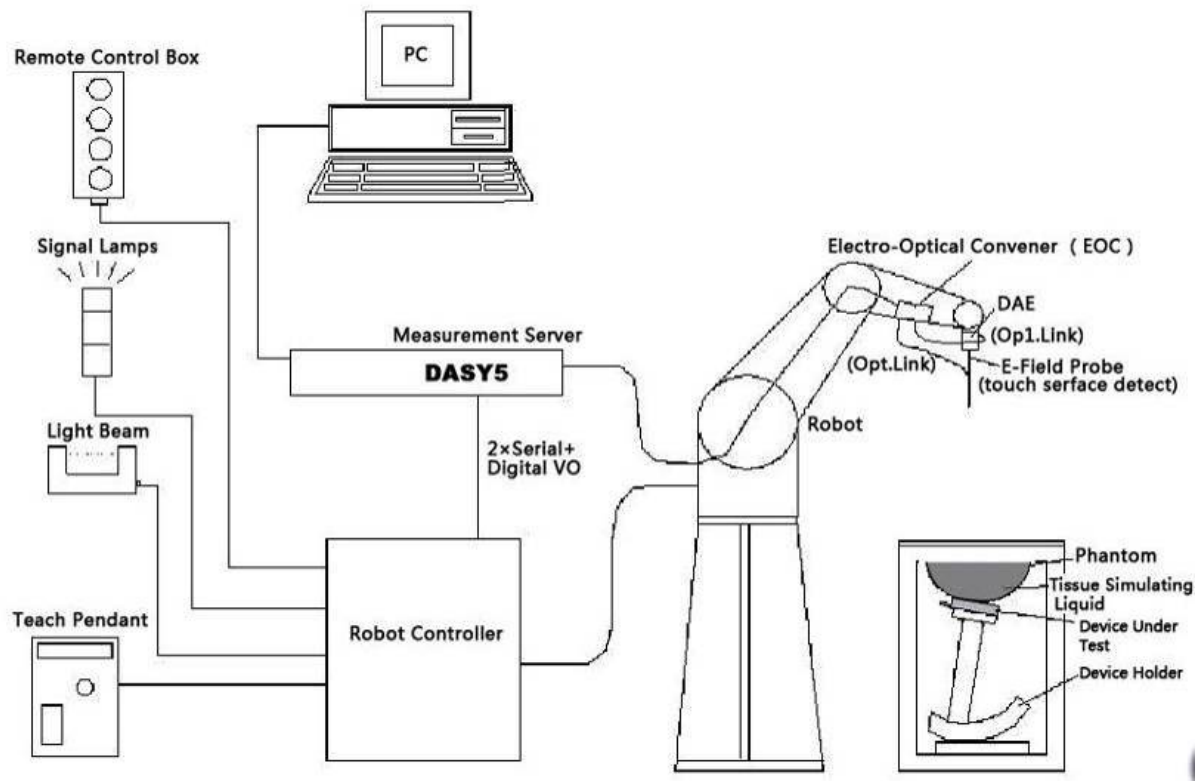 PC
Remote Control Box
Signal Lamps
Electro-Optical Convener ( EOC )
DAE
(Op1.Link)
(Opt.Link)
E-Field Probe
(touch serface detect)
Measurement Server
DASY5
Light Beam
Robot
2×Serial+
Digital VO
Phantom
Tissue Simulating
Liquid
Device Under
Test
Device Holder
Teach Pendant
Robot Controller